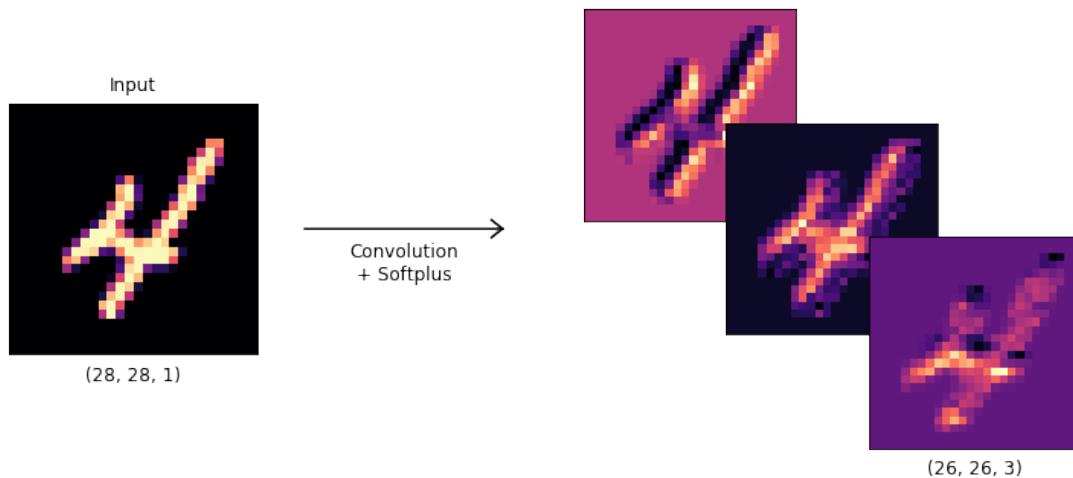 Input
Convolution
+ Softplus
(28, 28, 1)
(26, 26, 3)